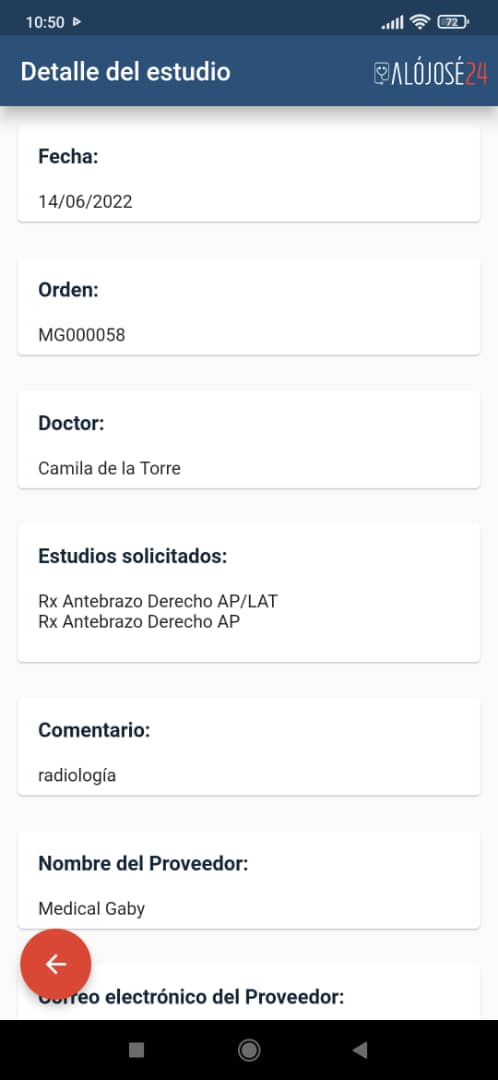 10:50
72
Detalle del estudio
ALÓJOSÉ24
Fecha:
14/06/2022
Orden:
MG000058
Doctor:
Camila de la Torre
Estudios solicitados:
Rx Antebrazo Derecho AP/LAT
Rx Antebrazo Derecho AP
Comentario:
radiología
Nombre del Proveedor:
Medical Gaby
Correo electrónico del Proveedor: